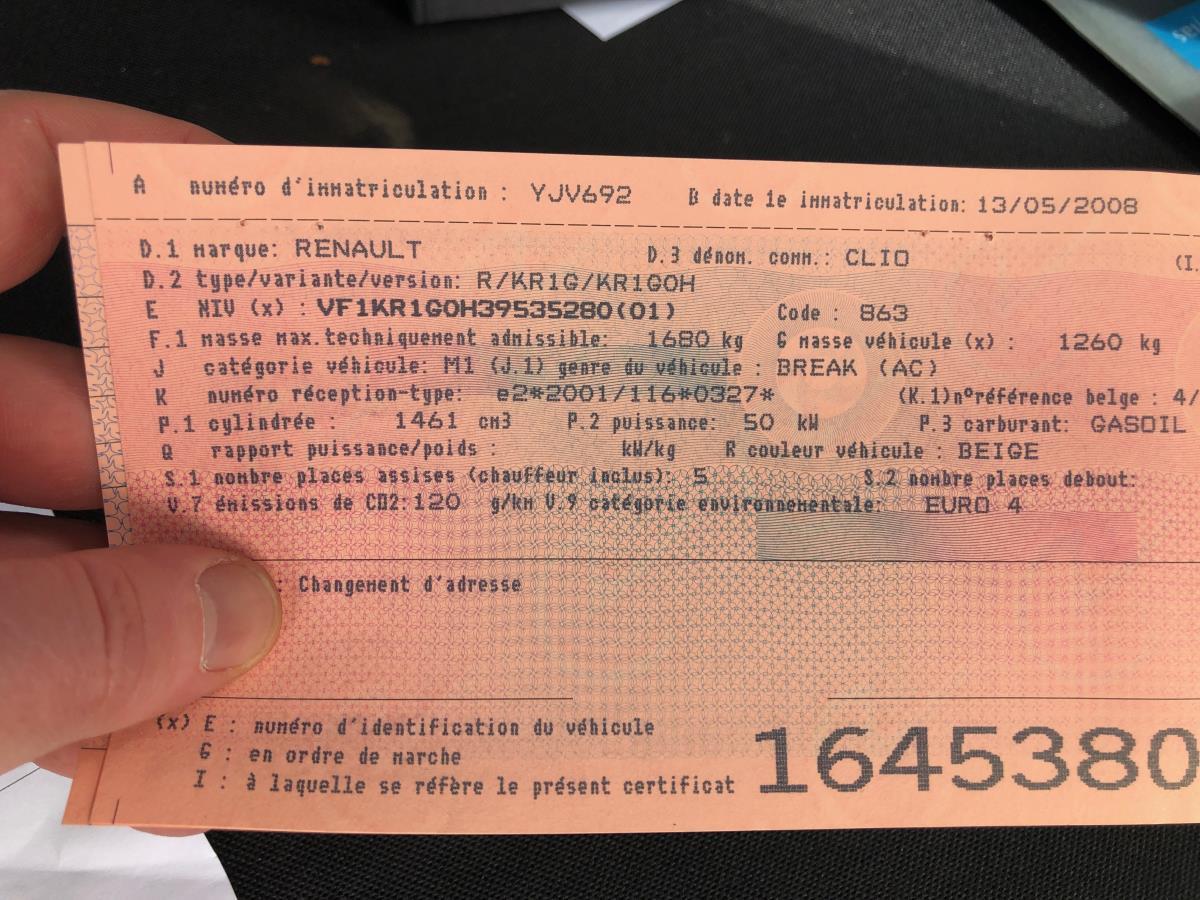 A numéro d'immatriculation : YJV692 B date 1e immatriculation: 13/05/2008
D.1 marque: RENAULT D.3 dénom. comm.: CLIO (I.
D.2 type/variante/version: R/KR1G/KR1G0H
E NIV (x) : VF1KR1G0H39535280(01) Code : 863
F.1 masse max.techniquement admissible: 1680 kg G masse véhicule (x) : 1260 kg
J catégorie véhicule: M1 (J.1) genre du véhicule : BREAK (AC)
K numéro réception-type: e2*2001/116*0327* (K.1)n°référence belge : 4/
P.1 cylindrée : 1461 cm3 P.2 puissance: 50 kW P.3 carburant: GASOIL
Q rapport puissance/poids : kW/kg R couleur véhicule : BEIGE
S.1 nombre places assises (chauffeur inclus): 5 S.2 nombre places debout:
V.7 émissions de CO2:120 g/km V.9 catégorie environnementale: EURO 4
: Changement d'adresse
(x) E : numéro d'identification du véhicule
G : en ordre de marche
I : à laquelle se réfère le présent certificat
1645380